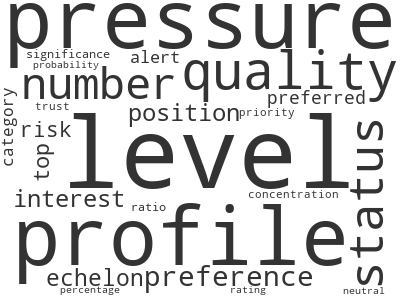 pressure
significance
alert
probability
number
quality
category
trust
preferred
position
priority
risk
top
level
status
interest
concentration
ratio
profile
echelon
preference
percentage
rating
neutral